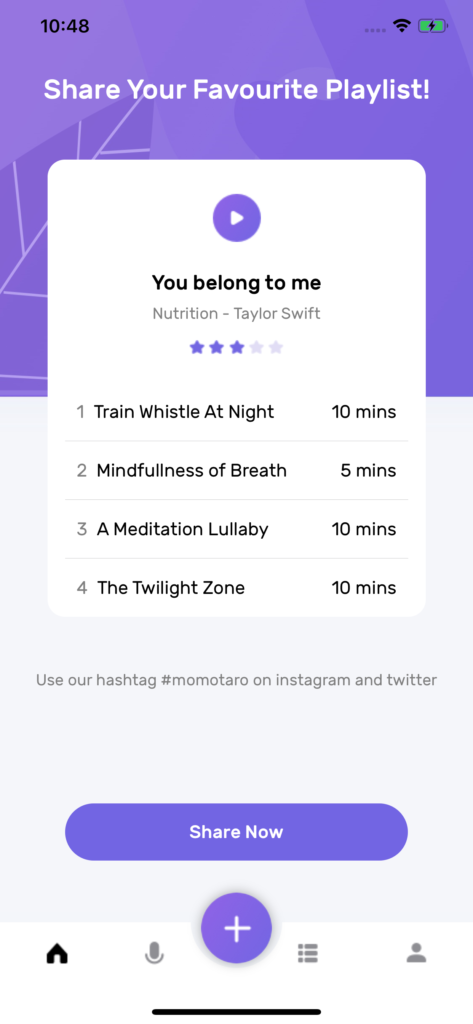 10:48
Share Your Favourite Playlist!
You belong to me
Nutrition - Taylor Swift
1 Train Whistle At Night 10 mins
2 Mindfullness of Breath 5 mins
3 A Meditation Lullaby 10 mins
4 The Twilight Zone 10 mins
Use our hashtag #momotaro on instagram and twitter
Share Now